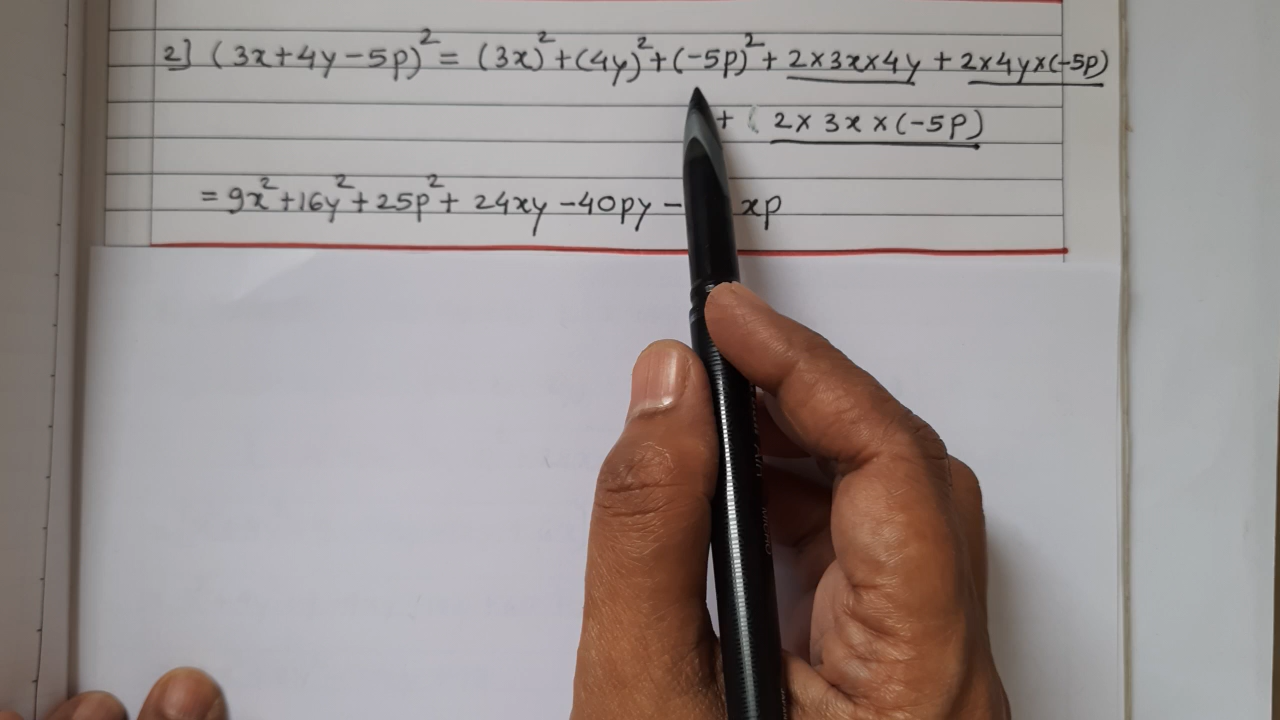 2] (3x+4y-5p)² = (3x)²+(4y)²+(-5p)²+ 2×3x×4y + 2×4y×(-5p)
+ ( 2× 3x ×(-5p)
= 9x²+16y²+25p²+ 24xy -40py - xp